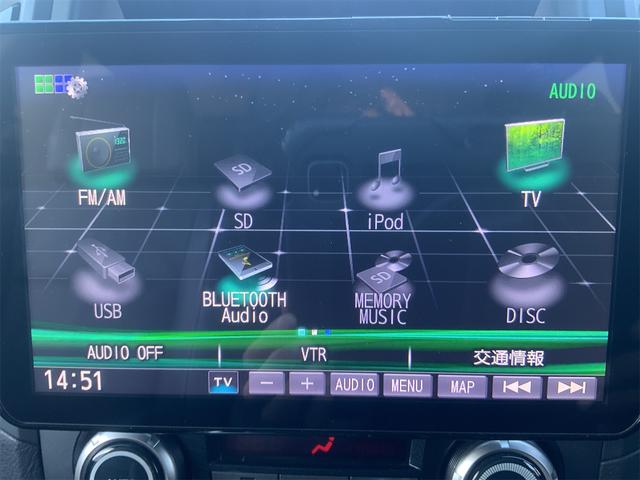 AUDIO
FM/AM
SD
iPod
TV
USB
BLUETOOTH
Audio
SD
MEMORY
MUSIC
DISC
AUDIO OFF
VTR
交通情報
14:51
TV
−
+
AUDIO
MENU
MAP